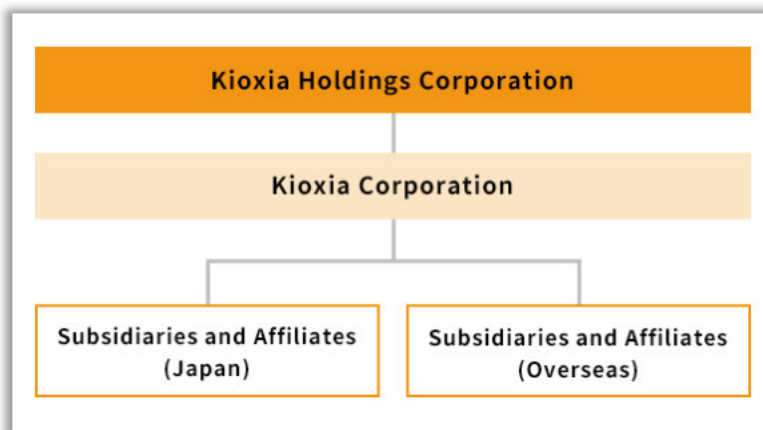 Kioxia Holdings Corporation
Kioxia Corporation
Subsidiaries and Affiliates
(Japan)
Subsidiaries and Affiliates
(Overseas)